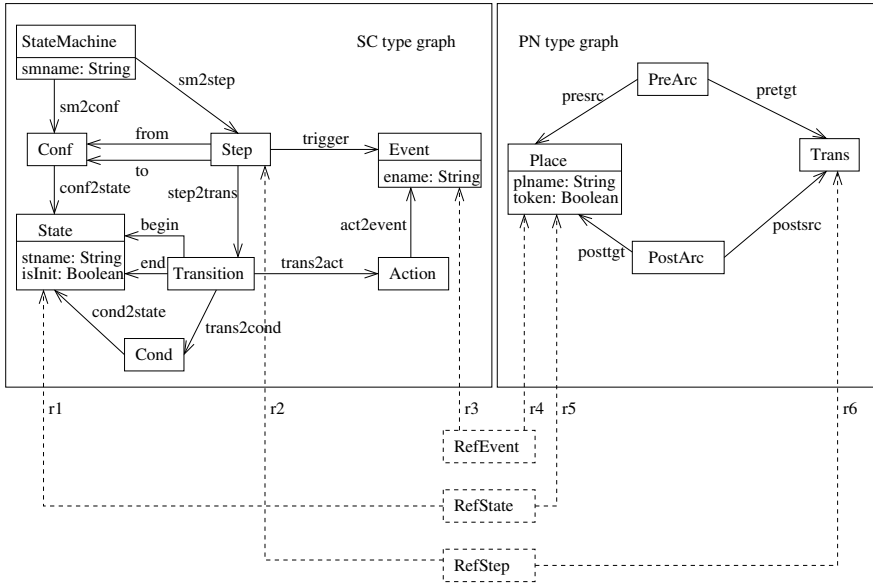 SC type graph
PN type graph
StateMachine
smname: String
sm2step
sm2conf
Conf
from
to
Step
trigger
Event
ename: String
conf2state
step2trans
act2event
State
stname: String
isInit: Boolean
begin
end
Transition
trans2act
Action
cond2state
trans2cond
Cond
PreArc
presrc
pretgt
Place
plname: String
token: Boolean
Trans
posttgt
postsrc
PostArc
r1
r2
r3
r4
r5
r6
RefEvent
RefState
RefStep